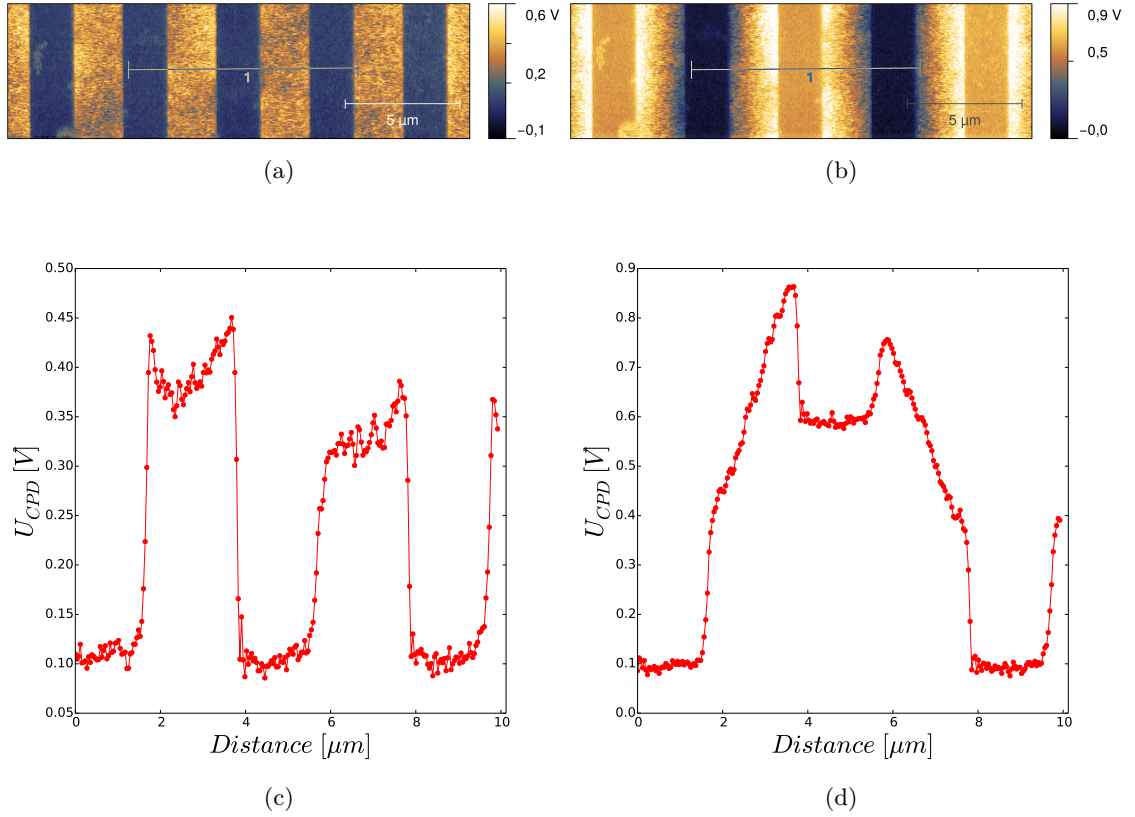 0,6 V
0,2
−0,1
1
5 µm
(a)
0,9 V
0,5
−0,0
1
5 µm
(b)
0.50
0.45
0.40
0.35
0.30
0.25
0.20
0.15
0.10
0.05
0 2 4 6 8 10
U_CPD [V]
Distance [µm]
(c)
0.9
0.8
0.7
0.6
0.5
0.4
0.3
0.2
0.1
0.0
0 2 4 6 8 10
U_CPD [V]
Distance [µm]
(d)